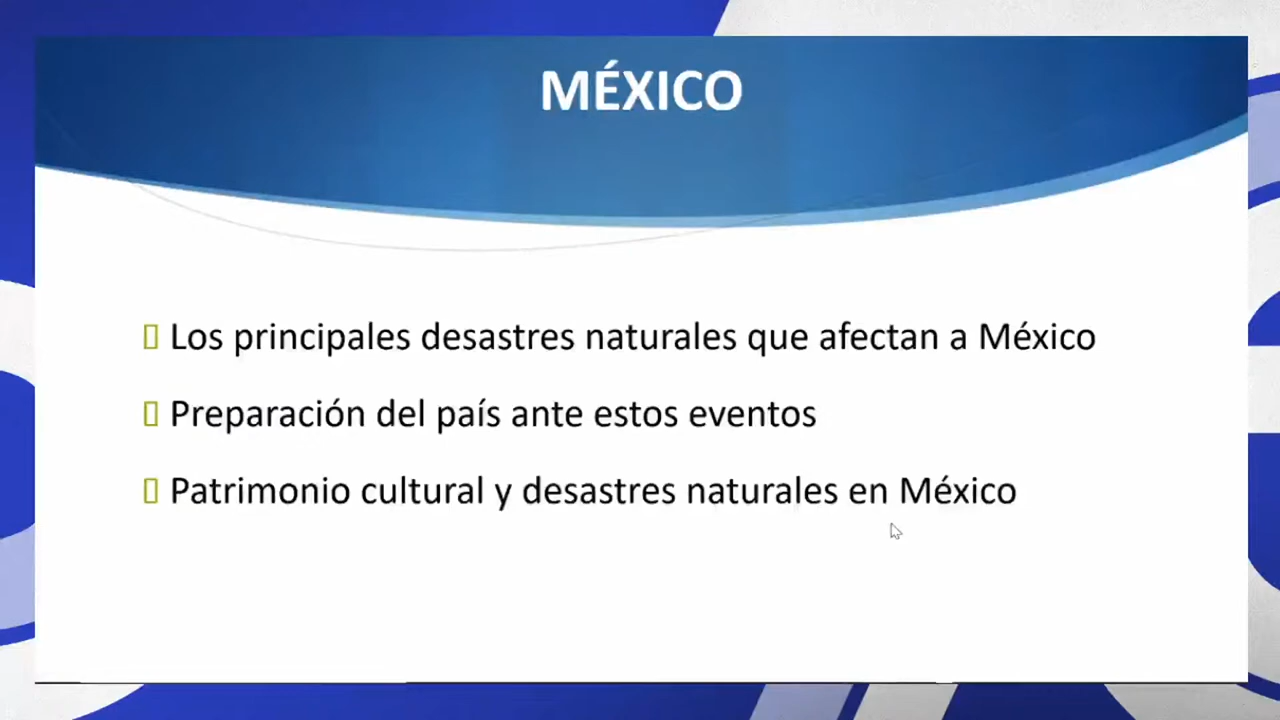 MÉXICO
Los principales desastres naturales que afectan a México
Preparación del país ante estos eventos
Patrimonio cultural y desastres naturales en México